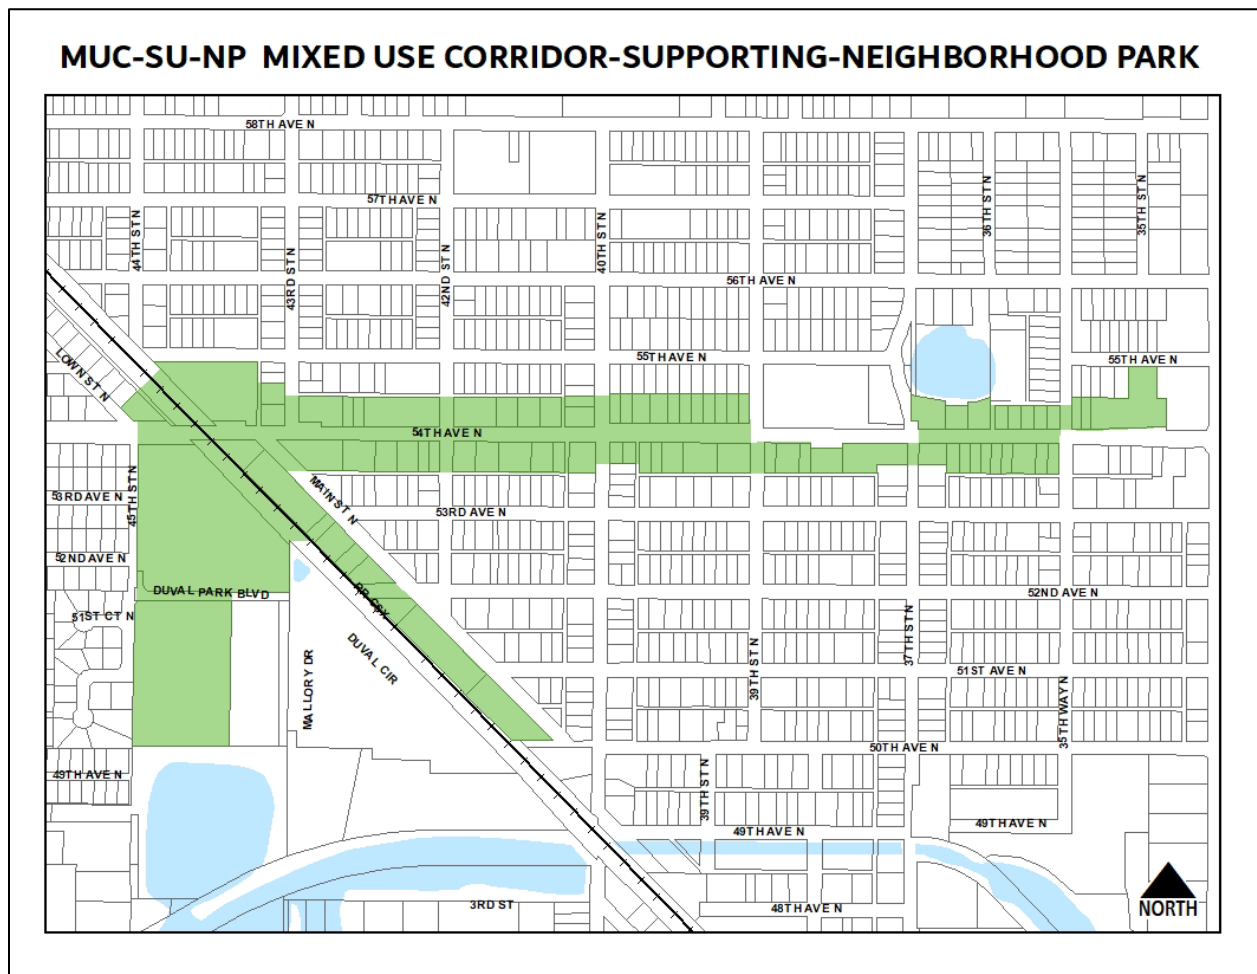 MUC-SU-NP MIXED USE CORRIDOR-SUPPORTING-NEIGHBORHOOD PARK
58TH AVE N
57TH AVE N
44TH ST N
43RD ST N
42ND ST N
40TH ST N
36TH ST N
35TH ST N
56TH AVE N
LOWN ST N
55TH AVE N
55TH AVE N
54TH AVE N
45TH ST N
MAIN ST N
53RD AVE N
53RD AVE N
52ND AVE N
DUVAL PARK BLVD
RR CSX
52ND AVE N
51ST CT N
DUVAL CIR
MALLORY DR
39TH ST N
37TH ST N
51ST AVE N
35TH WAY N
50TH AVE N
49TH AVE N
39TH ST N
49TH AVE N
49TH AVE N
3RD ST
48TH AVE N
NORTH